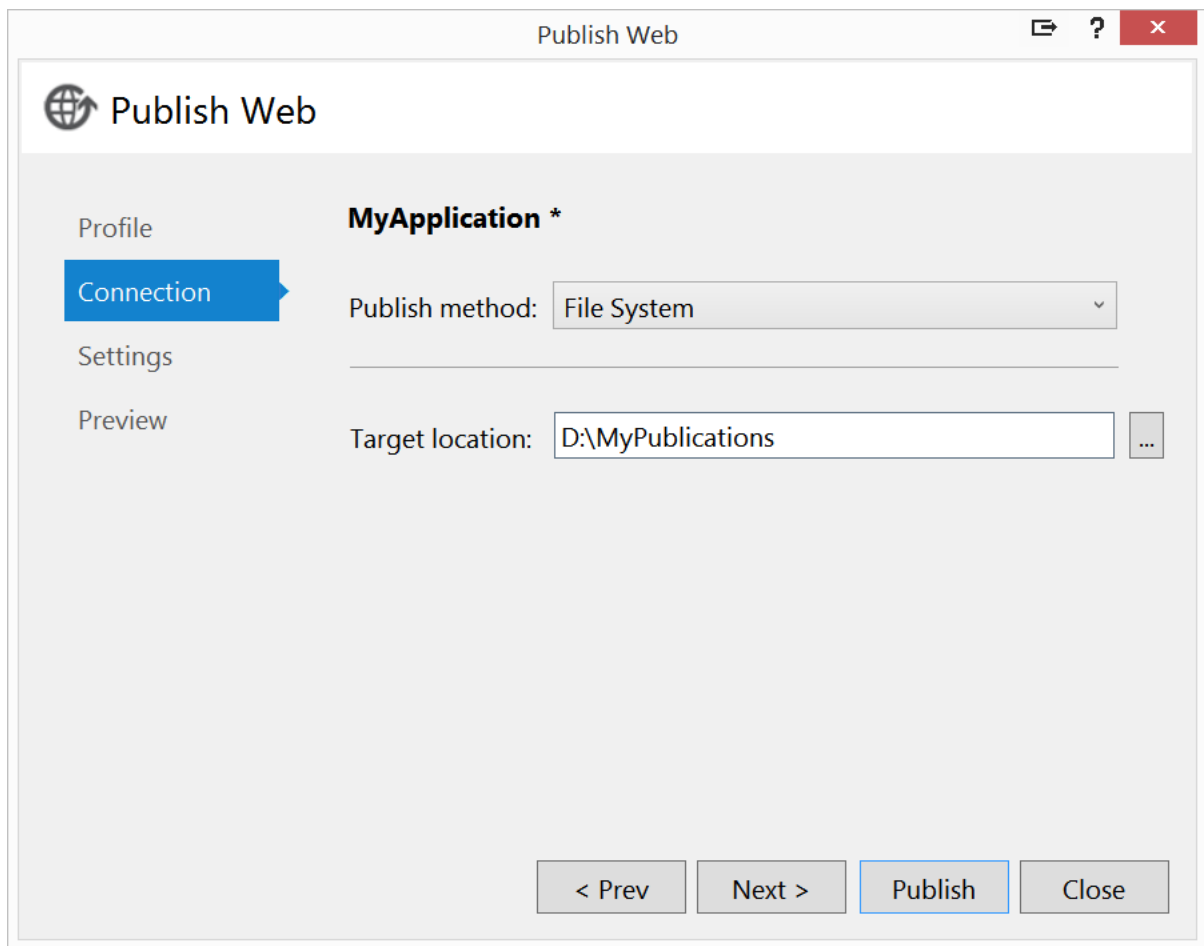 Publish Web
?
Publish Web
Profile
Connection
Settings
Preview
MyApplication *
Publish method: File System
Target location: D:\MyPublications ...
< Prev Next > Publish Close